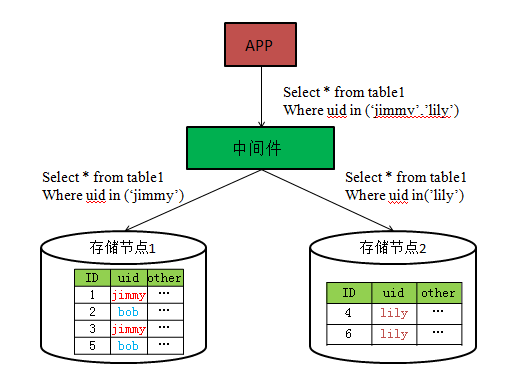 APP
Select * from table1
Where uid in (‘jimmy’.’lily’)
中间件
Select * from table1
Where uid in (‘jimmy’)
Select * from table1
Where uid in(’lily’)
存储节点1
ID uid other
1 jimmy …
2 bob …
3 jimmy …
5 bob …
存储节点2
ID uid other
4 lily …
6 lily …